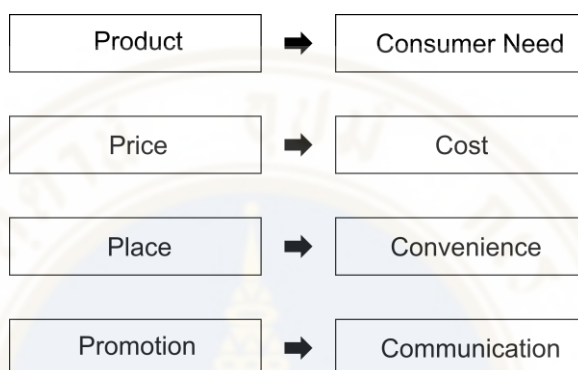 Product
Consumer Need
Price
Cost
Place
Convenience
Promotion
Communication